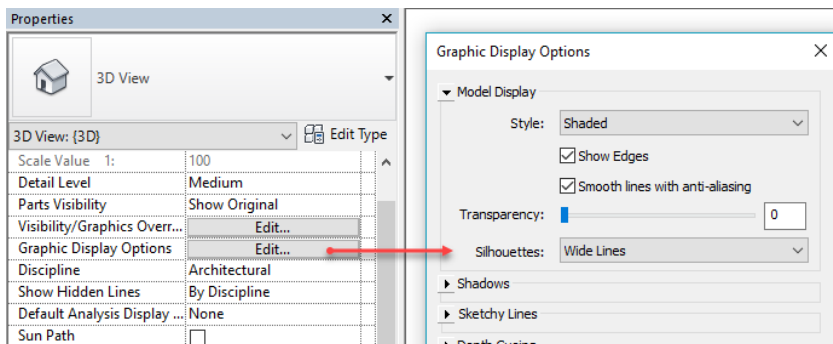 Properties
3D View
3D View: {3D}
Edit Type
Scale Value 1:
100
Detail Level
Medium
Parts Visibility
Show Original
Visibility/Graphics Overr...
Edit...
Graphic Display Options
Edit...
Discipline
Architectural
Show Hidden Lines
By Discipline
Default Analysis Display ...
None
Sun Path
Graphic Display Options
Model Display
Style:
Shaded
Show Edges
Smooth lines with anti-aliasing
Transparency:
0
Silhouettes:
Wide Lines
Shadows
Sketchy Lines
Depth Cueing